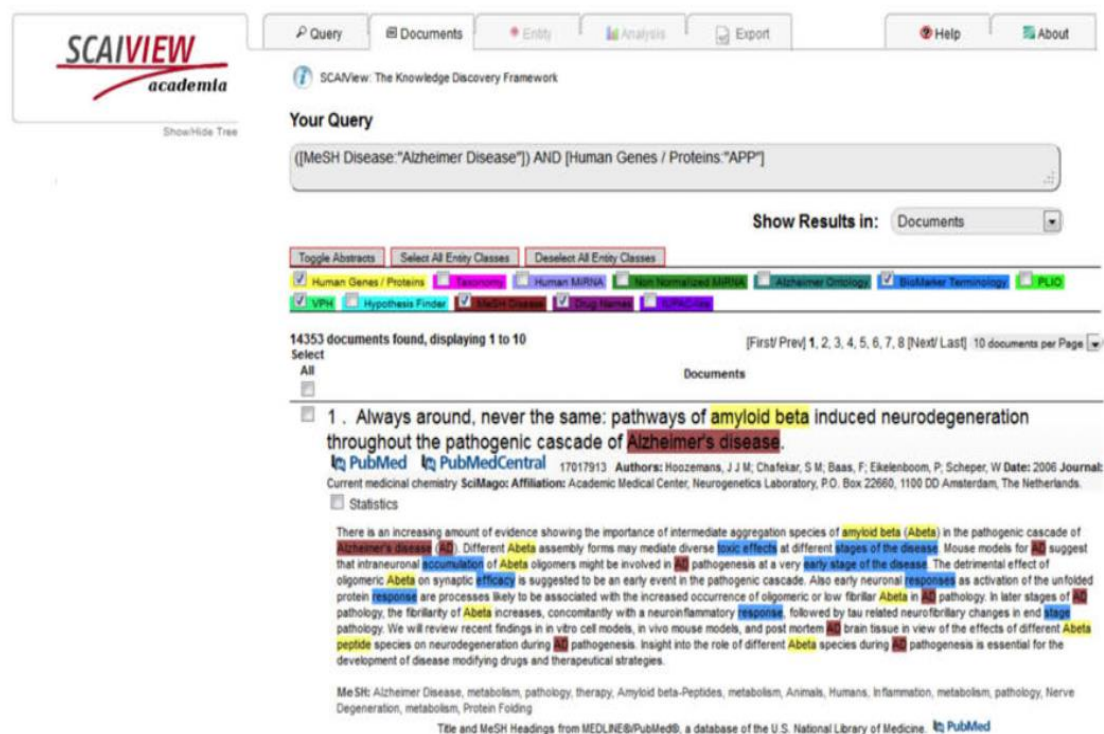 SCAIVIEW
academia
Show/Hide Tree
Query Documents Entity Analysis Export Help About
SCAIView: The Knowledge Discovery Framework
Your Query
([MeSH Disease:"Alzheimer Disease"]) AND [Human Genes / Proteins:"APP"]
Show Results in: Documents
Toggle Abstracts Select All Entity Classes Deselect All Entity Classes
Human Genes / Proteins Taxonomy Human MiRNA Non Normalized MiRNA Alzheimer Ontology BioMarker Terminology PLIO
VPH Hypothesis Finder MeSH Disease Drug Names IUPAC-like
14353 documents found, displaying 1 to 10
[First/ Prev] 1, 2, 3, 4, 5, 6, 7, 8 [Next/ Last] 10 documents per Page
Select
All
Documents
1 . Always around, never the same: pathways of amyloid beta induced neurodegeneration
throughout the pathogenic cascade of Alzheimer's disease.
PubMed PubMedCentral 17017913 Authors: Hoozemans, J J M; Chafekar, S M; Baas, F; Eikelenboom, P; Scheper, W Date: 2006 Journal:
Current medicinal chemistry SciMago: Affiliation: Academic Medical Center, Neurogenetics Laboratory, P.O. Box 22660, 1100 DD Amsterdam, The Netherlands.
Statistics
There is an increasing amount of evidence showing the importance of intermediate aggregation species of amyloid beta (Abeta) in the pathogenic cascade of
Alzheimer's disease (AD). Different Abeta assembly forms may mediate diverse toxic effects at different stages of the disease. Mouse models for AD suggest
that intraneuronal accumulation of Abeta oligomers might be involved in AD pathogenesis at a very early stage of the disease. The detrimental effect of
oligomeric Abeta on synaptic efficacy is suggested to be an early event in the pathogenic cascade. Also early neuronal responses as activation of the unfolded
protein response are processes likely to be associated with the increased occurrence of oligomeric or low fibrillar Abeta in AD pathology. In later stages of AD
pathology, the fibrillarity of Abeta increases, concomitantly with a neuroinflammatory response, followed by tau related neurofibrillary changes in end stage
pathology. We will review recent findings in in vitro cell models, in vivo mouse models, and post mortem AD brain tissue in view of the effects of different Abeta
peptide species on neurodegeneration during AD pathogenesis. Insight into the role of different Abeta species during AD pathogenesis is essential for the
development of disease modifying drugs and therapeutical strategies.
MeSH: Alzheimer Disease, metabolism, pathology, therapy, Amyloid beta-Peptides, metabolism, Animals, Humans, Inflammation, metabolism, pathology, Nerve
Degeneration, metabolism, Protein Folding
Title and MeSH Headings from MEDLINE®/PubMed®, a database of the U.S. National Library of Medicine. PubMed